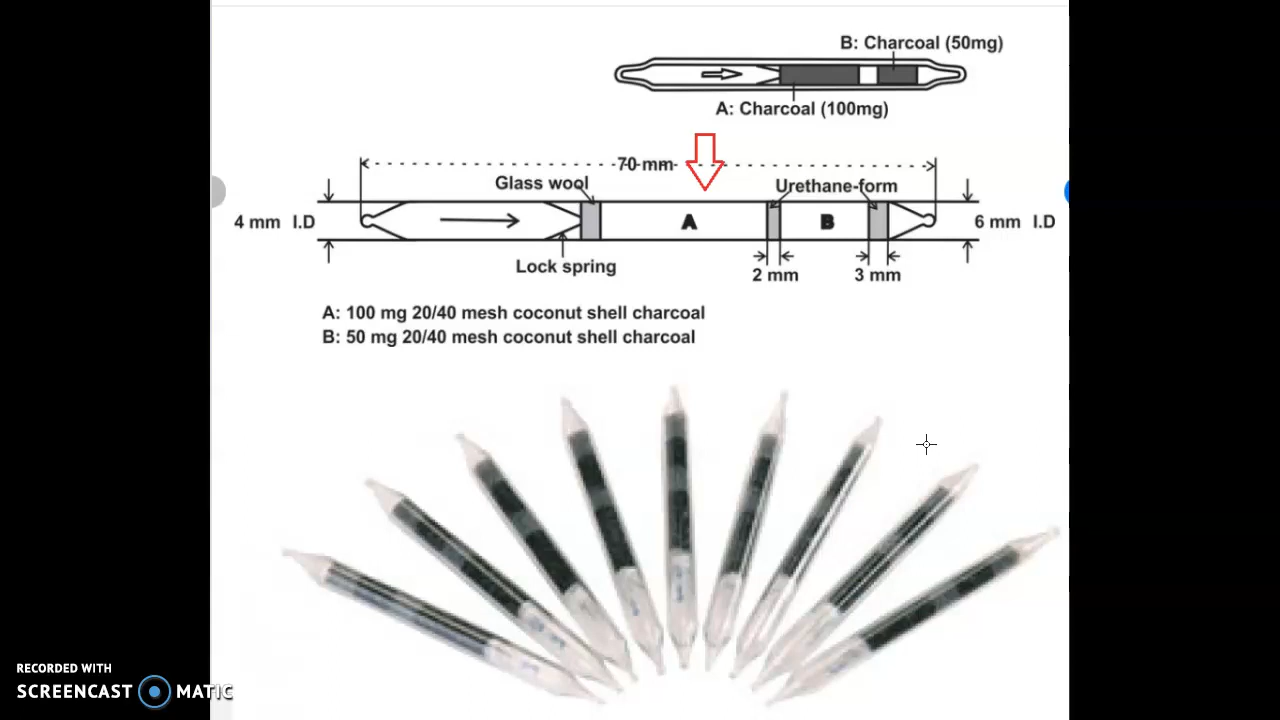 B: Charcoal (50mg)
A: Charcoal (100mg)
70 mm
Glass wool
Urethane-form
4 mm I.D
A
B
6 mm I.D
Lock spring
2 mm
3 mm
A: 100 mg 20/40 mesh coconut shell charcoal
B: 50 mg 20/40 mesh coconut shell charcoal
RECORDED WITH
SCREENCAST MATIC